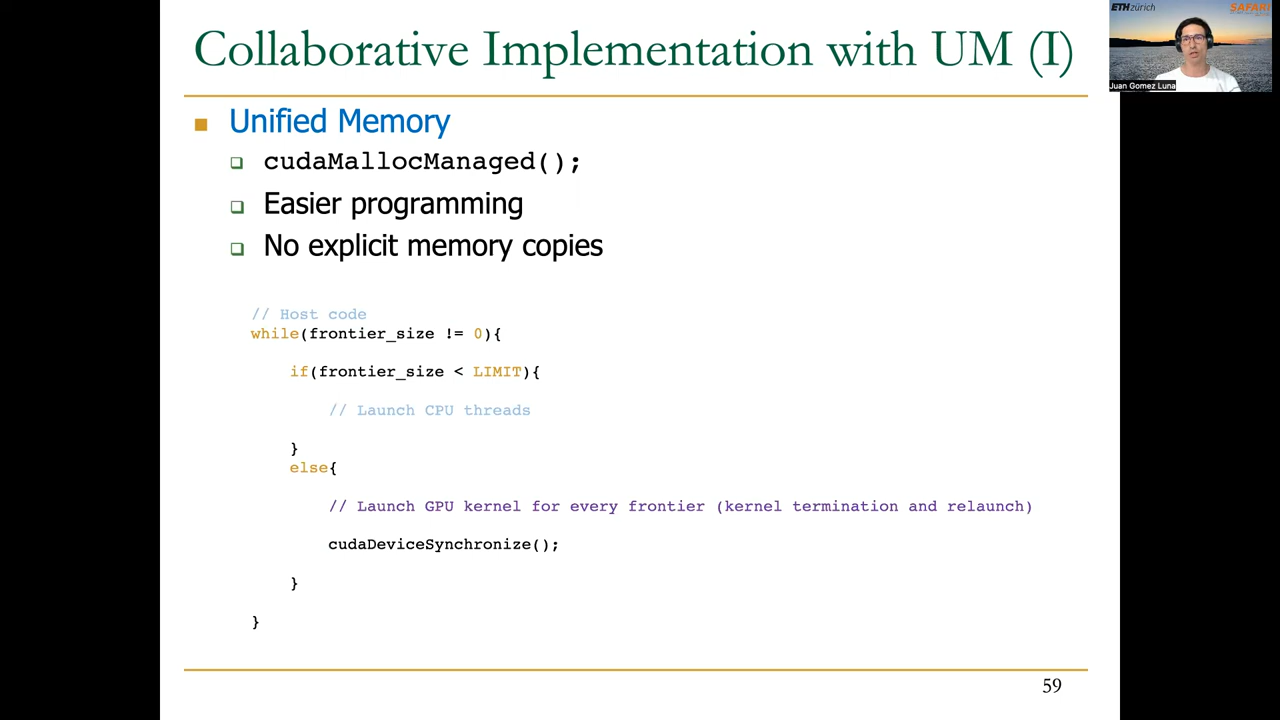 Collaborative Implementation with UM (I)
ETHzürich
SAFARI
Juan Gomez Luna
Unified Memory
cudaMallocManaged();
Easier programming
No explicit memory copies
// Host code
while(frontier_size != 0){
if(frontier_size < LIMIT){
// Launch CPU threads
}
else{
// Launch GPU kernel for every frontier (kernel termination and relaunch)
cudaDeviceSynchronize();
}
}
59